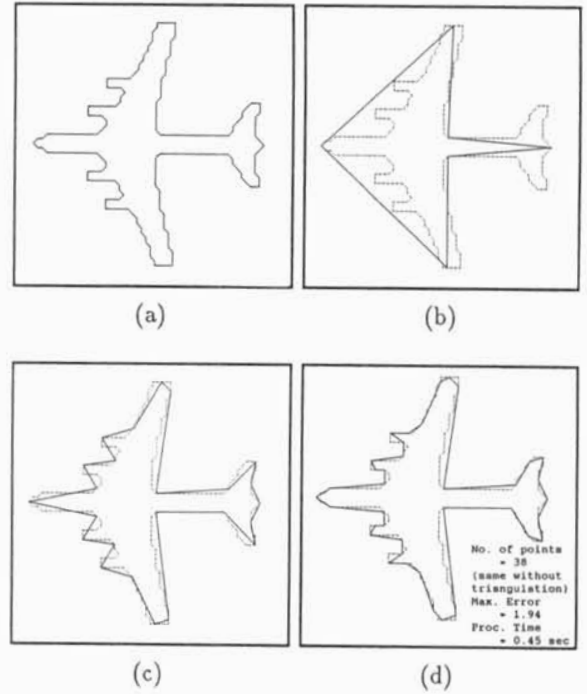 (a)
(b)
No. of points
= 38
(same without
triangulation)
Max. Error
= 1.94
Proc. Time
= 0.45 sec
(c)
(d)